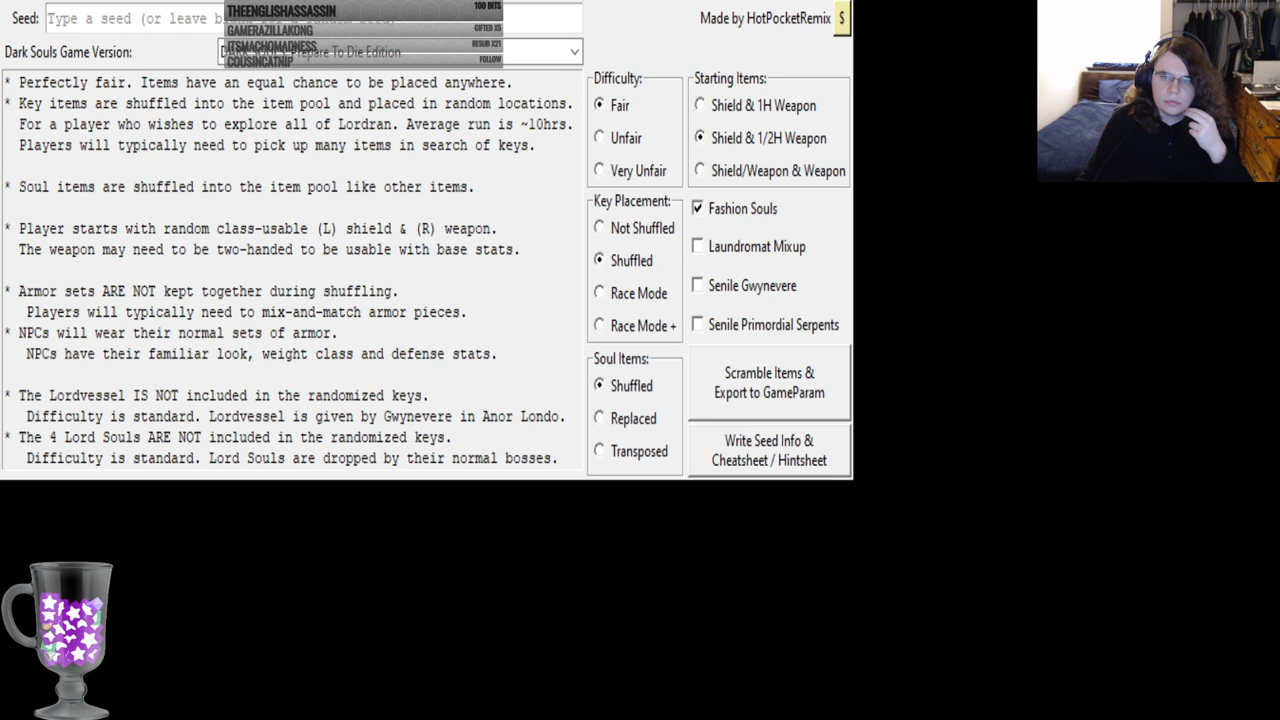 Seed:
Type a seed (or leave
THEENGLISHASSASSIN 100 BITS
GAMERAZILLAKONG GIFTED X5
ITSMACHOMADNESS RESUB X21
COUSINCATNIP FOLLOW
Made by HotPocketRemix $
Dark Souls Game Version:
Prepare To Die Edition
* Perfectly fair. Items have an equal chance to be placed anywhere.
* Key items are shuffled into the item pool and placed in random locations.
For a player who wishes to explore all of Lordran. Average run is ~10hrs.
Players will typically need to pick up many items in search of keys.
* Soul items are shuffled into the item pool like other items.
* Player starts with random class-usable (L) shield & (R) weapon.
The weapon may need to be two-handed to be usable with base stats.
* Armor sets ARE NOT kept together during shuffling.
Players will typically need to mix-and-match armor pieces.
* NPCs will wear their normal sets of armor.
NPCs have their familiar look, weight class and defense stats.
* The Lordvessel IS NOT included in the randomized keys.
Difficulty is standard. Lordvessel is given by Gwynevere in Anor Londo.
* The 4 Lord Souls ARE NOT included in the randomized keys.
Difficulty is standard. Lord Souls are dropped by their normal bosses.
Difficulty:
Fair
Unfair
Very Unfair
Key Placement:
Not Shuffled
Shuffled
Race Mode
Race Mode +
Soul Items:
Shuffled
Replaced
Transposed
Starting Items:
Shield & 1H Weapon
Shield & 1/2H Weapon
Shield/Weapon & Weapon
Fashion Souls
Laundromat Mixup
Senile Gwynevere
Senile Primordial Serpents
Scramble Items &
Export to GameParam
Write Seed Info &
Cheatsheet / Hintsheet